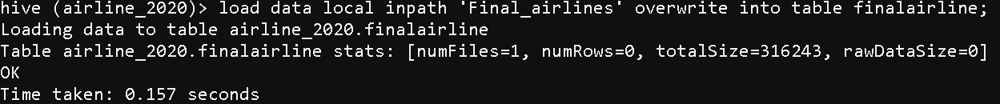 hive (airline_2020)> load data local inpath 'Final_airlines' overwrite into table finalairline;
Loading data to table airline_2020.finalairline
Table airline_2020.finalairline stats: [numFiles=1, numRows=0, totalSize=316243, rawDataSize=0]
OK
Time taken: 0.157 seconds